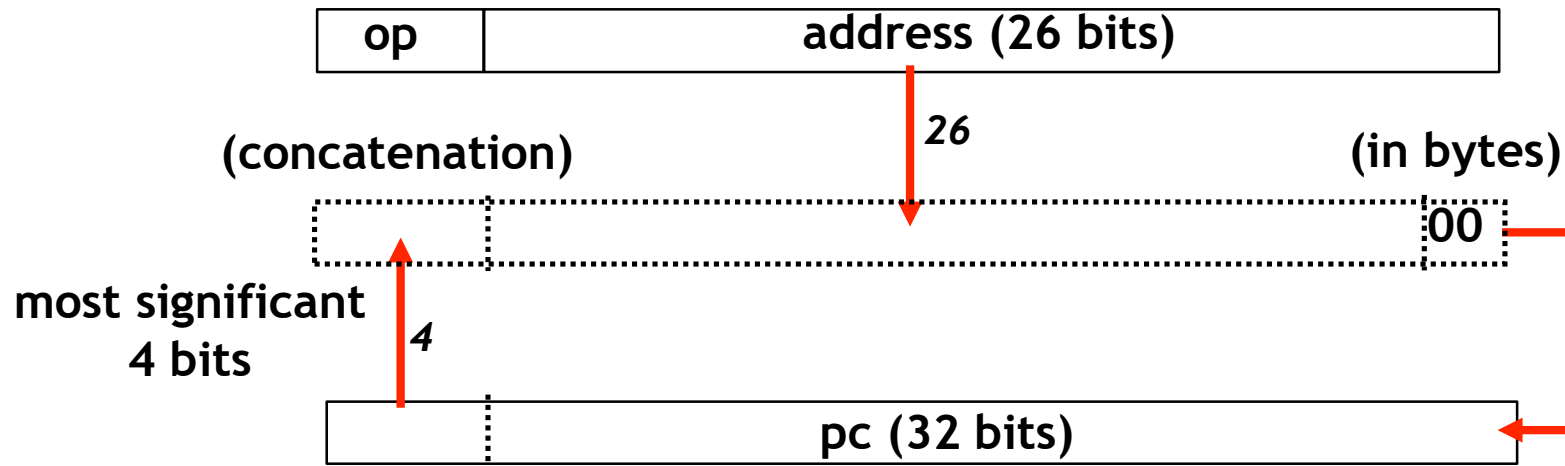 op address (26 bits)
26
(concatenation) (in bytes)
00
most significant
4 bits
4
pc (32 bits)